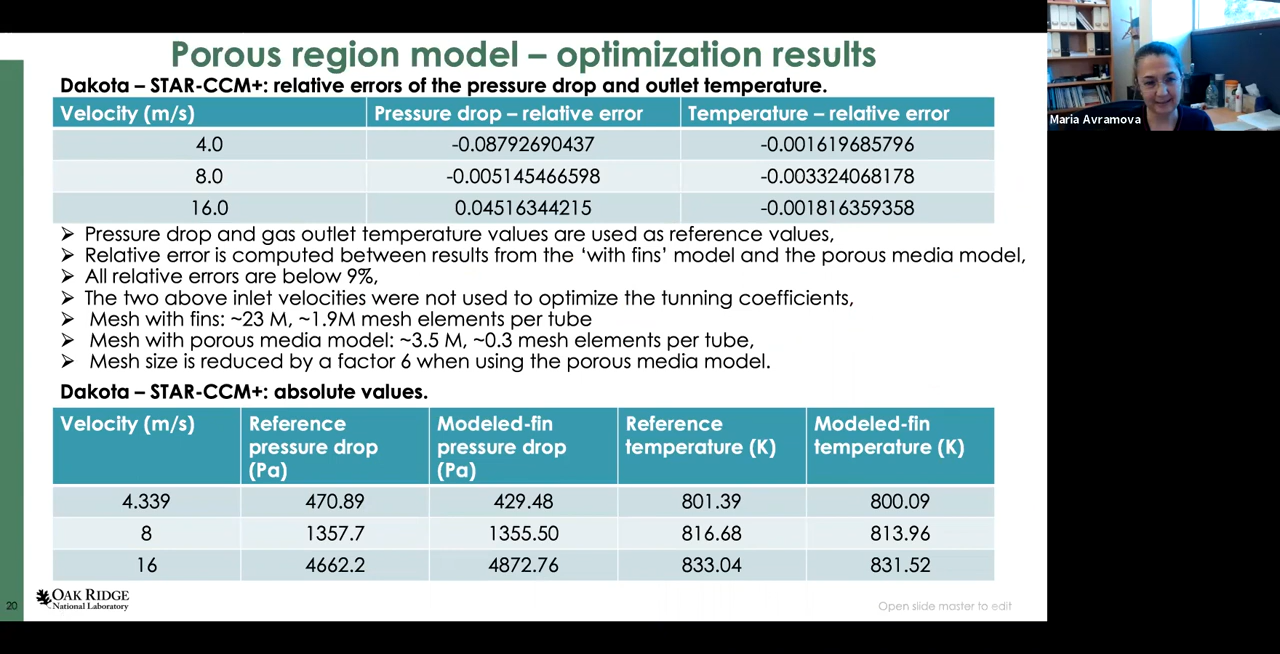 Porous region model – optimization results
Dakota – STAR-CCM+: relative errors of the pressure drop and outlet temperature.
Velocity (m/s) Pressure drop – relative error Temperature – relative error
4.0 -0.08792690437 -0.001619685796
8.0 -0.005145466598 -0.003324068178
16.0 0.04516344215 -0.001816359358
➢ Pressure drop and gas outlet temperature values are used as reference values,
➢ Relative error is computed between results from the ‘with fins’ model and the porous media model,
➢ All relative errors are below 9%,
➢ The two above inlet velocities were not used to optimize the tunning coefficients,
➢ Mesh with fins: ~23 M, ~1.9M mesh elements per tube
➢ Mesh with porous media model: ~3.5 M, ~0.3 mesh elements per tube,
➢ Mesh size is reduced by a factor 6 when using the porous media model.
Dakota – STAR-CCM+: absolute values.
Velocity (m/s) Reference pressure drop (Pa) Modeled-fin pressure drop (Pa) Reference temperature (K) Modeled-fin temperature (K)
4.339 470.89 429.48 801.39 800.09
8 1357.7 1355.50 816.68 813.96
16 4662.2 4872.76 833.04 831.52
20
OAK RIDGE
National Laboratory
Open slide master to edit
Maria Avramova